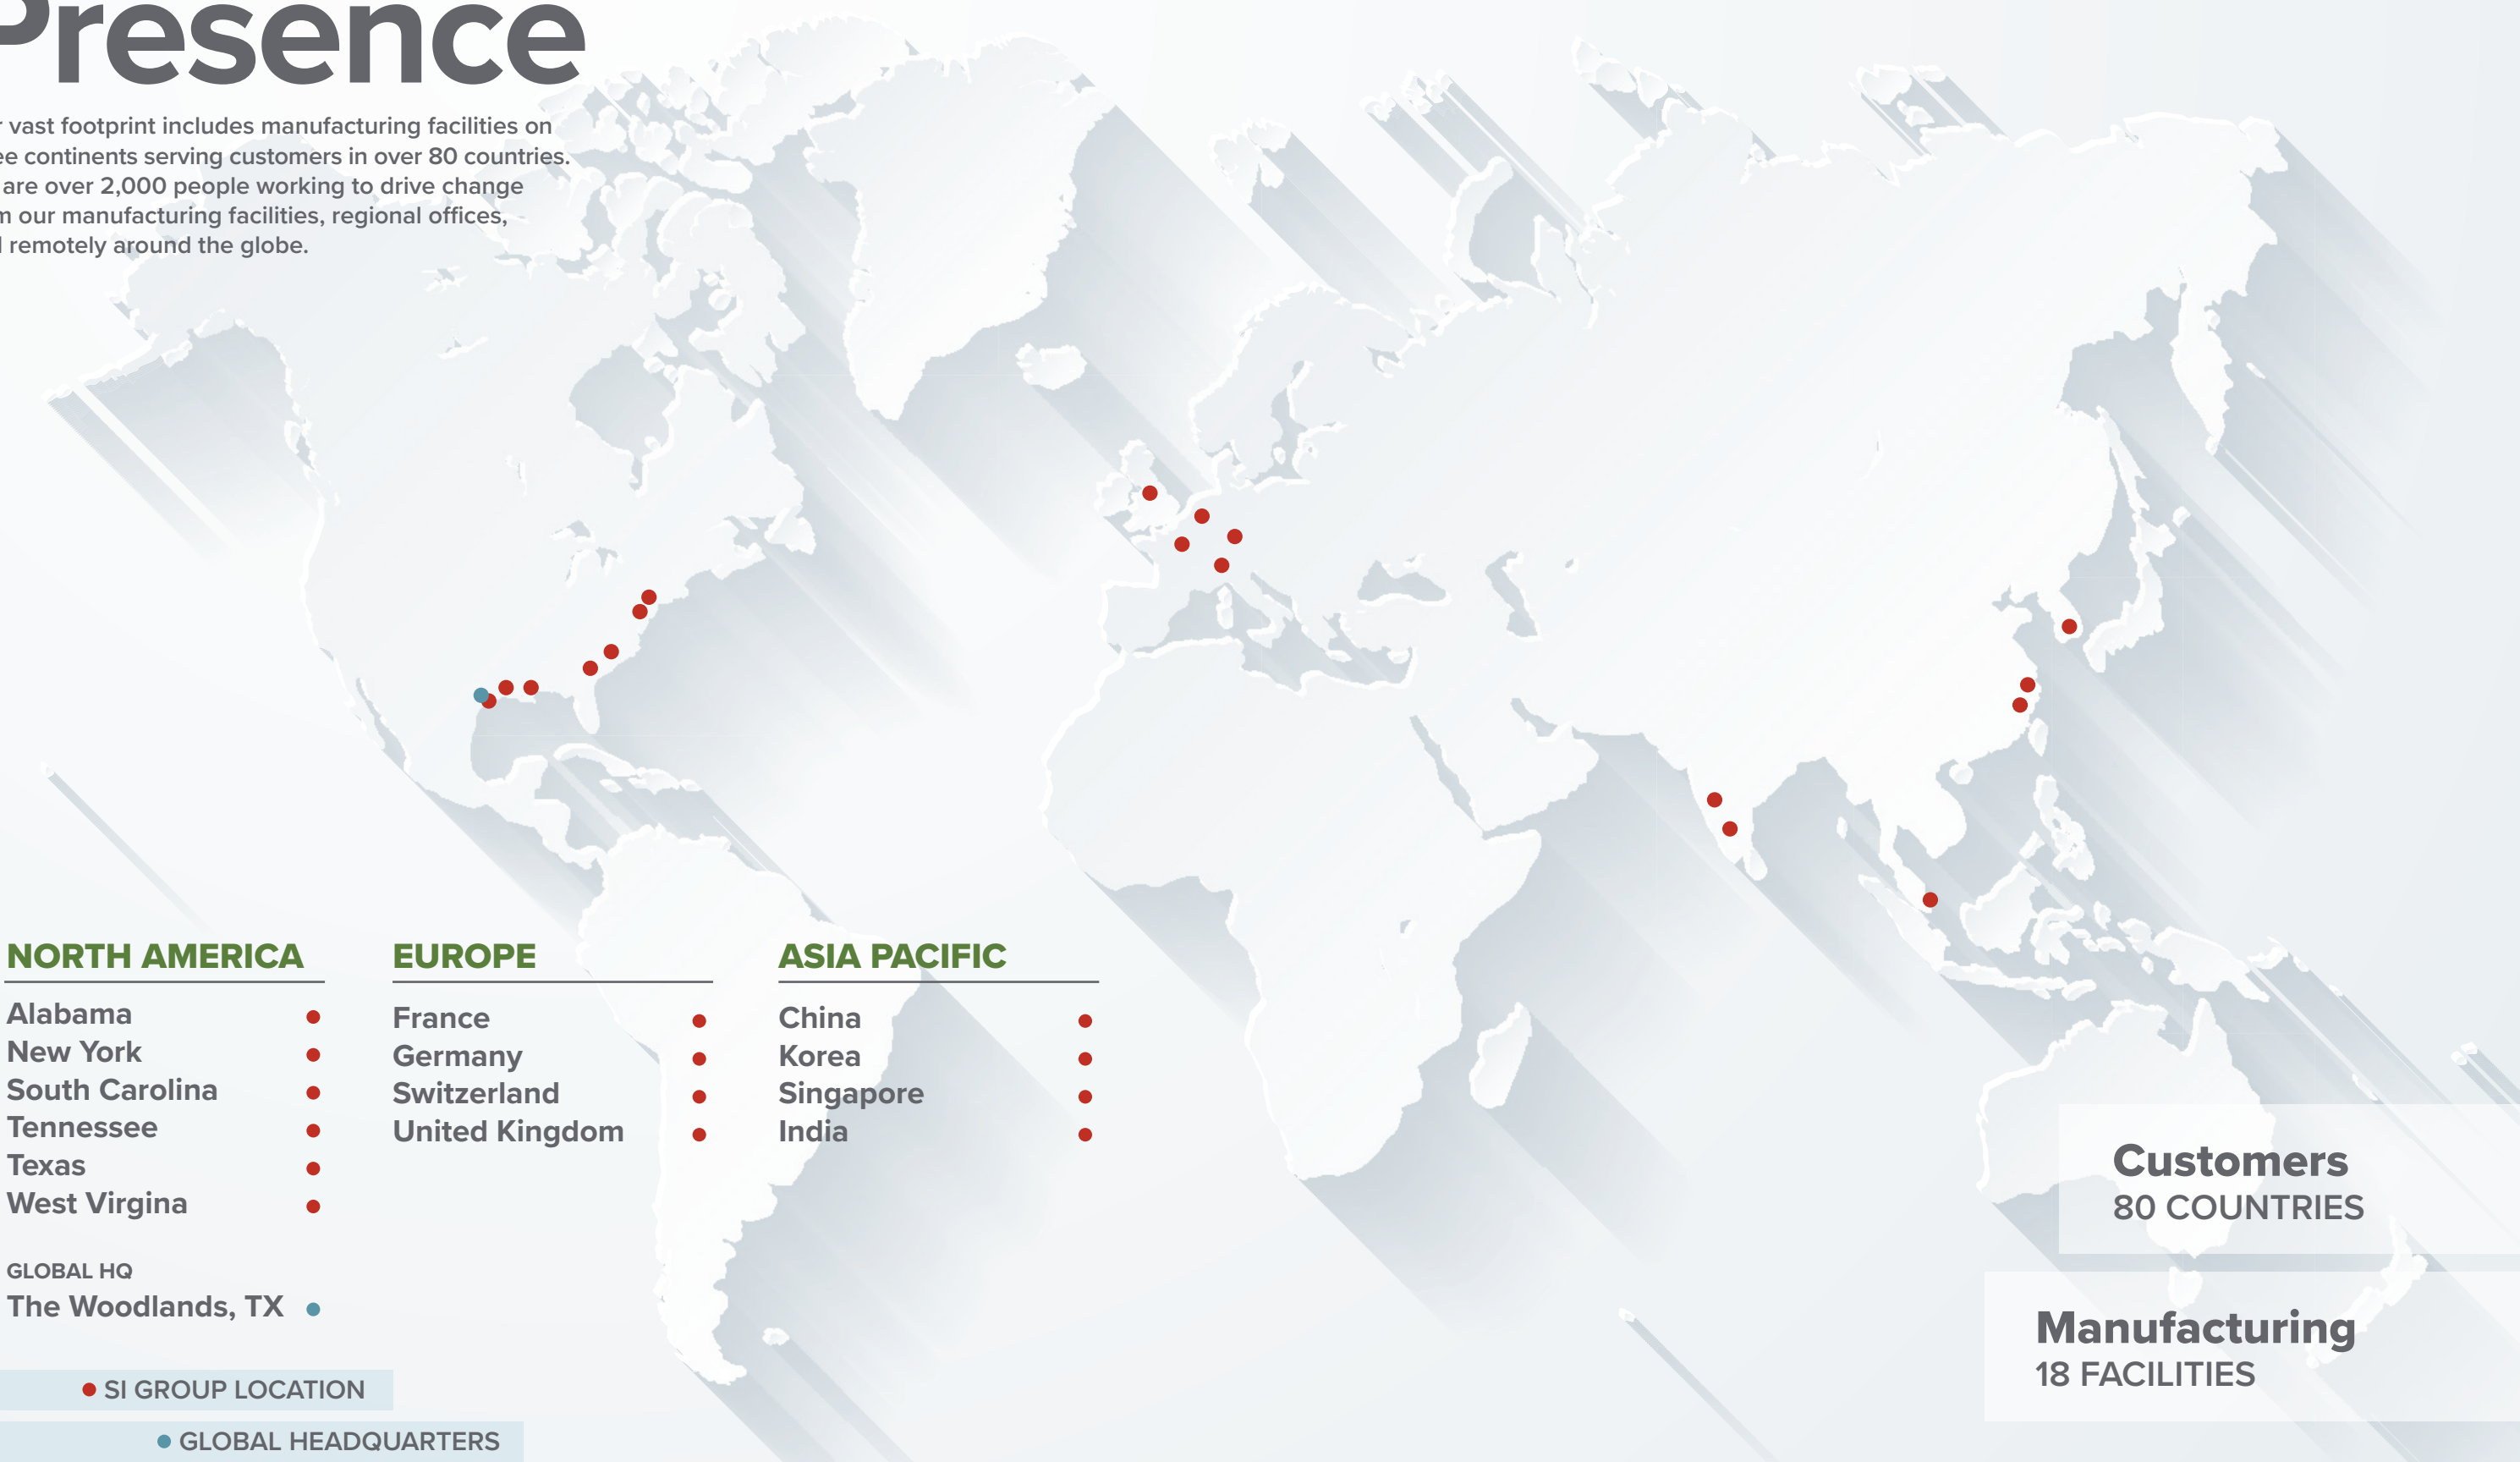 Presence
r vast footprint includes manufacturing facilities on
ee continents serving customers in over 80 countries.
are over 2,000 people working to drive change
m our manufacturing facilities, regional offices,
l remotely around the globe.
NORTH AMERICA
Alabama
New York
South Carolina
Tennessee
Texas
West Virgina
GLOBAL HQ
The Woodlands, TX
EUROPE
France
Germany
Switzerland
United Kingdom
ASIA PACIFIC
China
Korea
Singapore
India
Customers
80 COUNTRIES
Manufacturing
18 FACILITIES
SI GROUP LOCATION
GLOBAL HEADQUARTERS